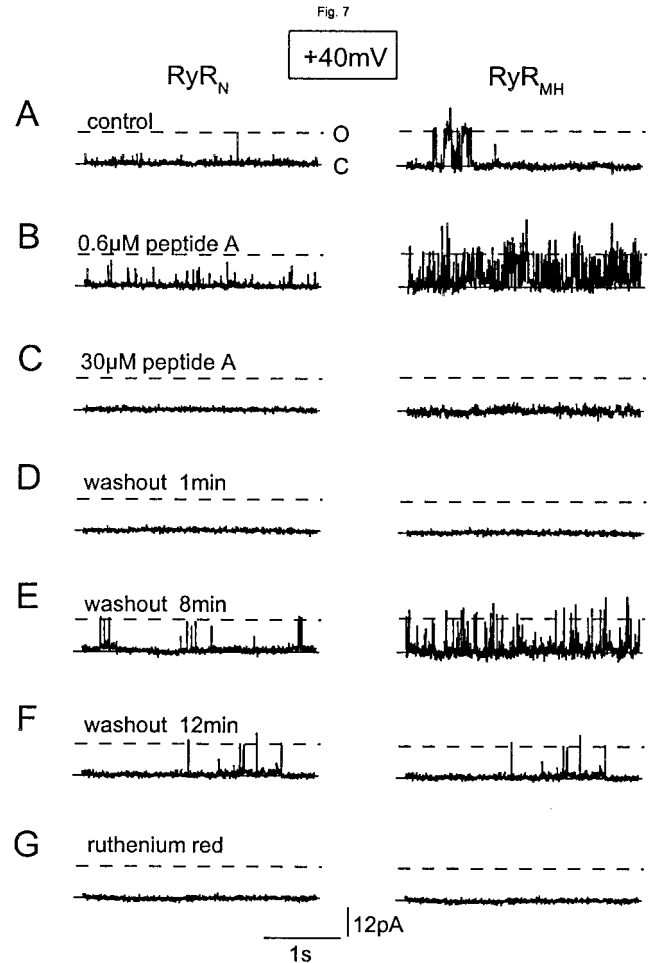 Fig. 7
+40mV
RyR_N RyR_MH
A control O
C
B 0.6µM peptide A
C 30µM peptide A
D washout 1min
E washout 8min
F washout 12min
G ruthenium red
12pA
1s